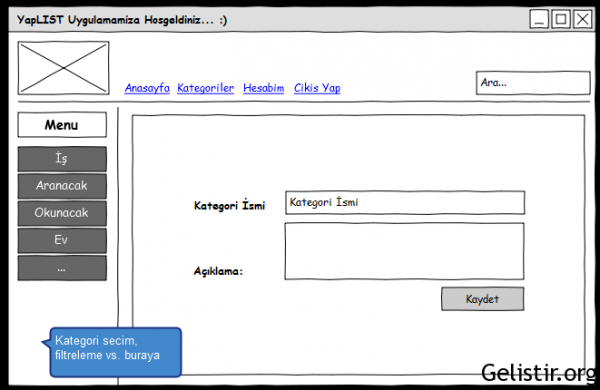 YapLIST Uygulamamiza Hosgeldiniz... :)
Anasayfa Kategoriler Hesabim Cikis Yap
Ara...
Menu
İş
Aranacak
Okunacak
Ev
...
Kategori İsmi
Kategori İsmi
Açıklama:
Kaydet
Kategori secim,
filtreleme vs. buraya
Gelistir.org